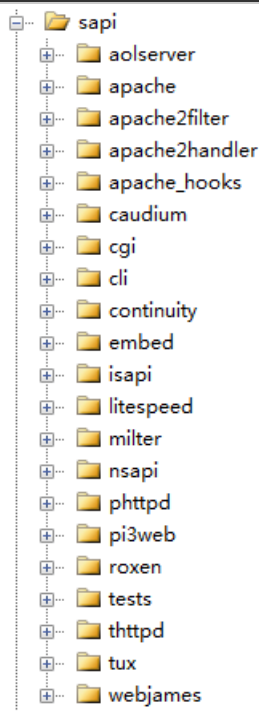 sapi
aolserver
apache
apache2filter
apache2handler
apache_hooks
caudium
cgi
cli
continuity
embed
isapi
litespeed
milter
nsapi
phttpd
pi3web
roxen
tests
thttpd
tux
webjames